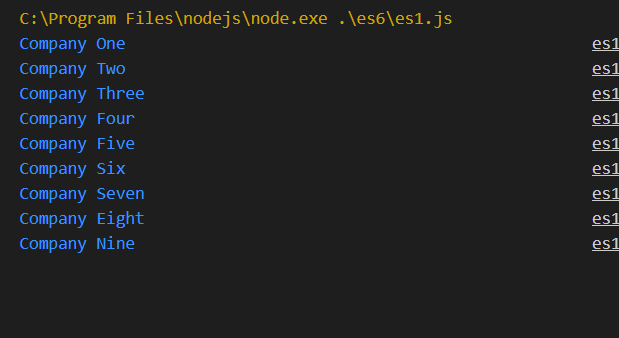 C:\Program Files\nodejs\node.exe .\es6\es1.js
Company One es1
Company Two es1
Company Three es1
Company Four es1
Company Five es1
Company Six es1
Company Seven es1
Company Eight es1
Company Nine es1